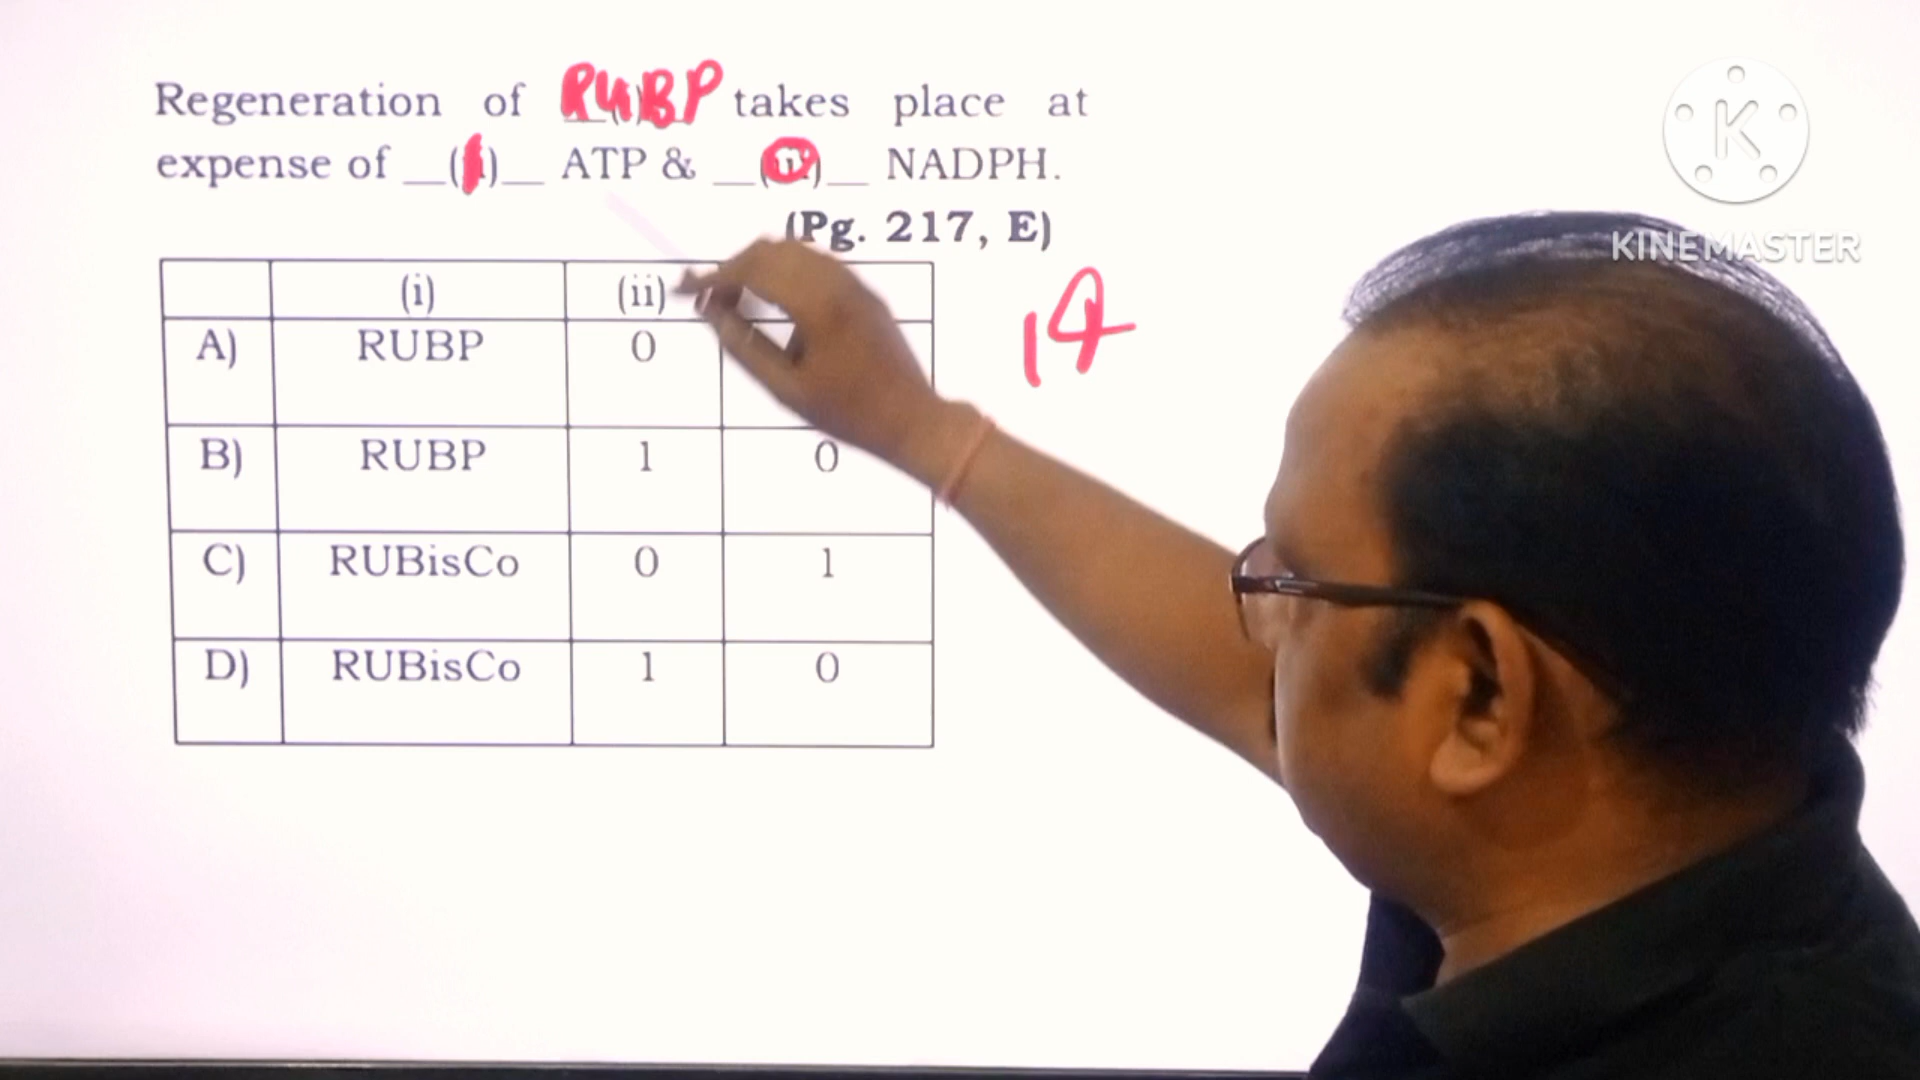 Regeneration of RUBP takes place at
expense of __( )__ ATP & __(ii)__ NADPH.
(Pg. 217, E)
(i) (ii)
A) RUBP 0
B) RUBP 1 0
C) RUBisCo 0 1
D) RUBisCo 1 0
14
K
KINEMASTER